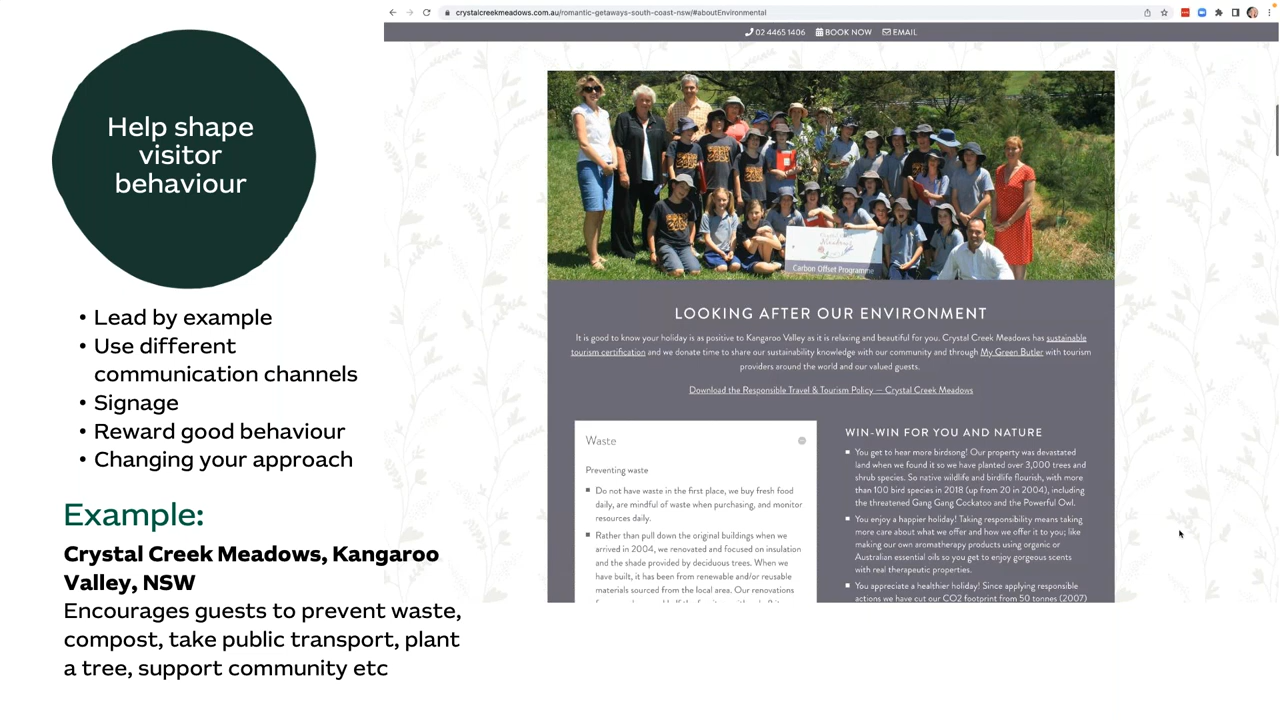 Help shape
visitor
behaviour
• Lead by example
• Use different
communication channels
• Signage
• Reward good behaviour
• Changing your approach
Example:
Crystal Creek Meadows, Kangaroo
Valley, NSW
Encourages guests to prevent waste,
compost, take public transport, plant
a tree, support community etc
crystalcreekmeadows.com.au/romantic-getaways-south-coast-nsw/#aboutEnvironmental
02 4465 1406 BOOK NOW EMAIL
Carbon Offset Programme
LOOKING AFTER OUR ENVIRONMENT
It is good to know your holiday is as positive to Kangaroo Valley as it is relaxing and beautiful for you. Crystal Creek Meadows has sustainable
tourism certification and we donate time to share our sustainability knowledge with our community and through My Green Butler with tourism
providers around the world and our valued guests.
Download the Responsible Travel & Tourism Policy — Crystal Creek Meadows
Waste
Preventing waste
Do not have waste in the first place, we buy fresh food
daily, are mindful of waste when purchasing, and monitor
resources daily.
Rather than pull down the original buildings when we
arrived in 2004, we renovated and focused on insulation
and the shade provided by deciduous trees. When we
have built, it has been from renewable and/or reusable
materials sourced from the local area. Our renovations
WIN-WIN FOR YOU AND NATURE
You get to hear more birdsong! Our property was devastated
land when we found it so we have planted over 3,000 trees and
shrub species. So native wildlife and birdlife flourish, with more
than 100 bird species in 2018 (up from 20 in 2004), including
the threatened Gang Gang Cockatoo and the Powerful Owl.
You enjoy a happier holiday! Taking responsibility means taking
more care about what we offer and how we offer it to you; like
making our own aromatherapy products using organic or
Australian essential oils so you get to enjoy gorgeous scents
with real therapeutic properties.
You appreciate a healthier holiday! Since applying responsible
actions we have cut our CO2 footprint from 50 tonnes (2007)